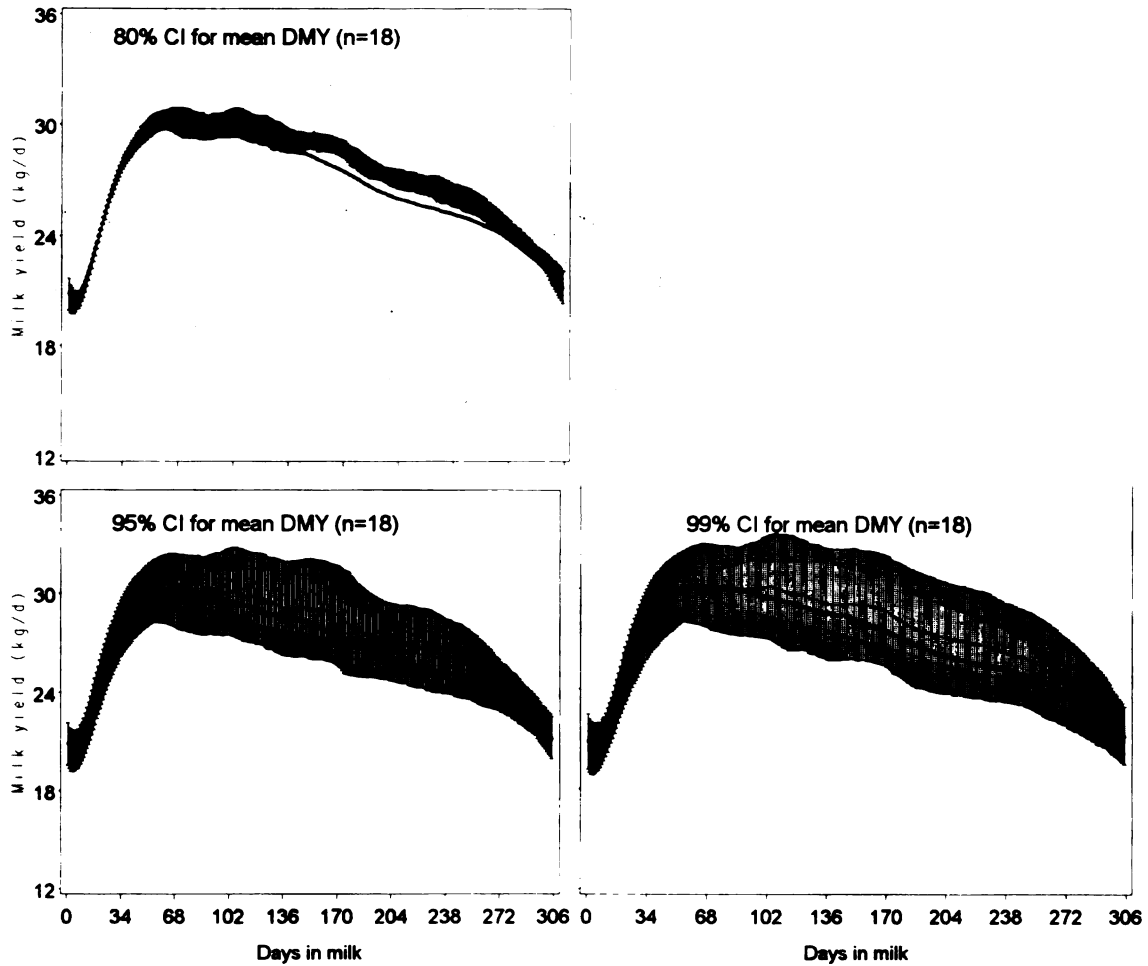 36
80% CI for mean DMY (n=18)
30
24
18
12
Milk yield (kg/d)
36
95% CI for mean DMY (n=18)
30
24
18
12
Milk yield (kg/d)
0 34 68 102 136 170 204 238 272 306
Days in milk
99% CI for mean DMY (n=18)
0 34 68 102 136 170 204 238 272 306
Days in milk